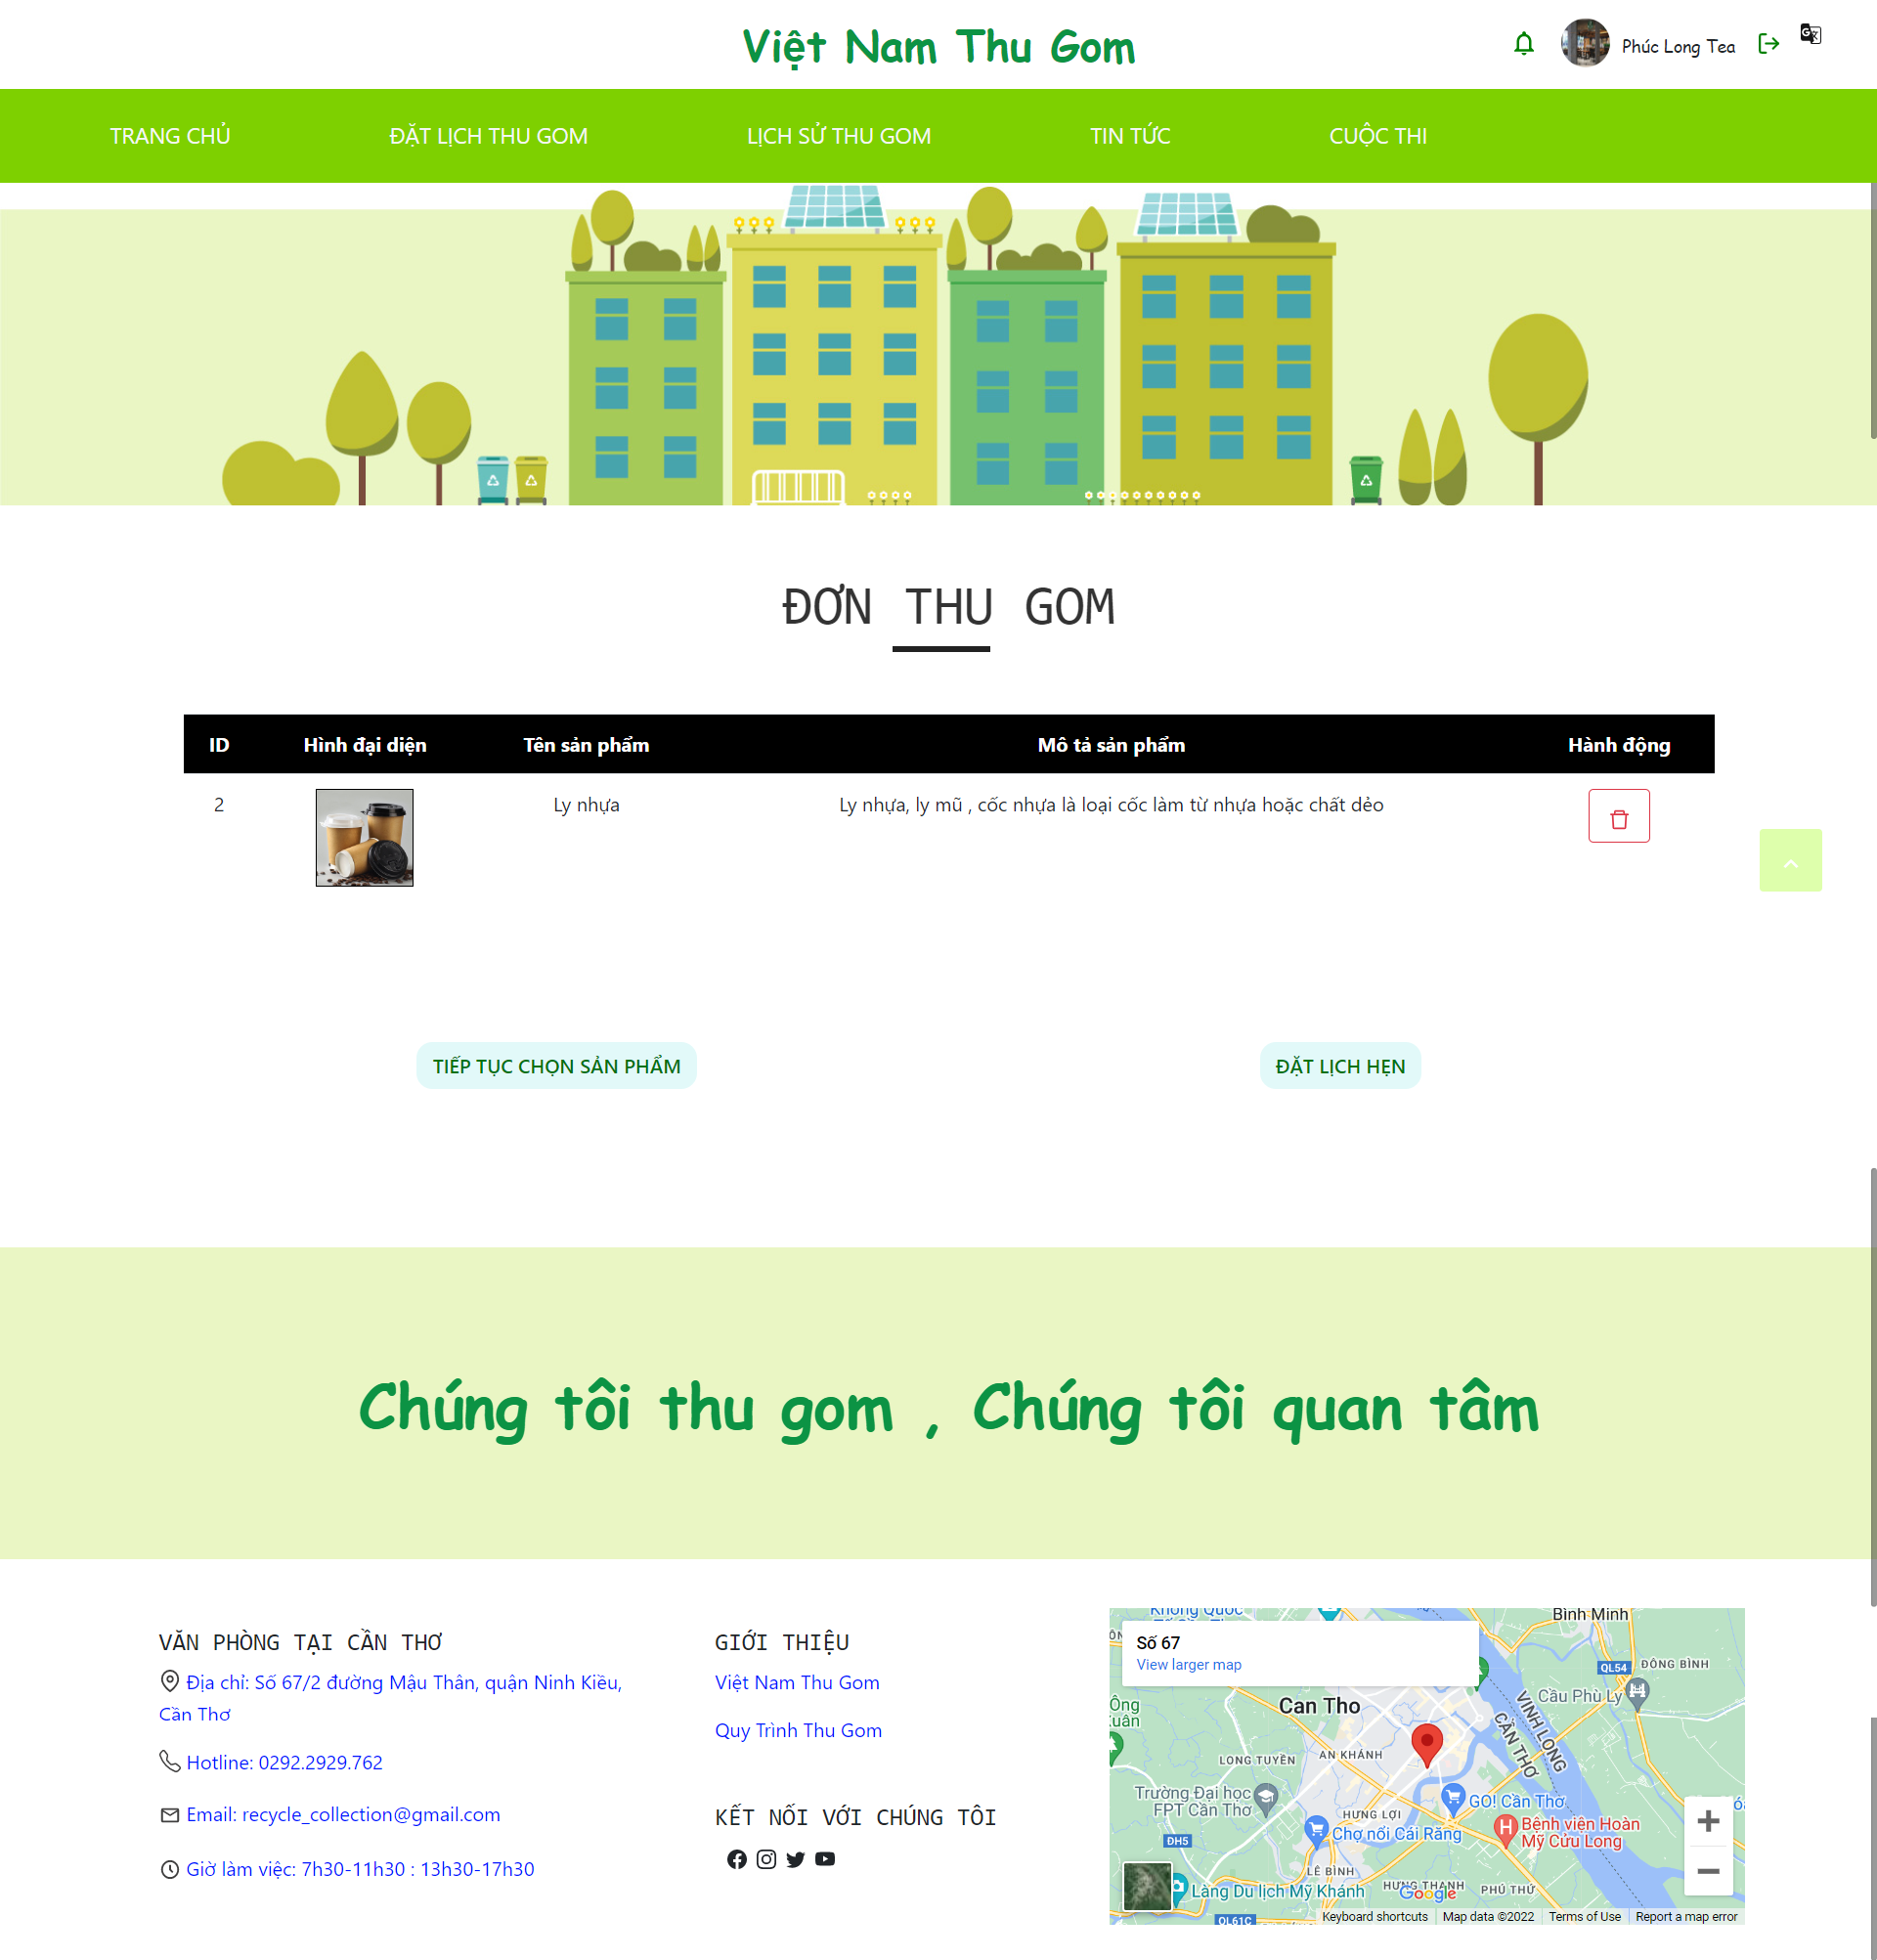 Việt Nam Thu Gom
Phúc Long Tea
TRANG CHỦ
ĐẶT LỊCH THU GOM
LỊCH SỬ THU GOM
TIN TỨC
CUỘC THI
ĐƠN THU GOM
ID
Hình đại diện
Tên sản phẩm
Mô tả sản phẩm
Hành động
2
Ly nhựa
Ly nhựa, ly mũ , cốc nhựa là loại cốc làm từ nhựa hoặc chất dẻo
TIẾP TỤC CHỌN SẢN PHẨM
ĐẶT LỊCH HẸN
Chúng tôi thu gom , Chúng tôi quan tâm
VĂN PHÒNG TẠI CẦN THƠ
Địa chỉ: Số 67/2 đường Mậu Thân, quận Ninh Kiều,
Cần Thơ
Hotline: 0292.2929.762
Email: recycle_collection@gmail.com
Giờ làm việc: 7h30-11h30 : 13h30-17h30
GIỚI THIỆU
Việt Nam Thu Gom
Quy Trình Thu Gom
KẾT NỐI VỚI CHÚNG TÔI
Không Quốc
Bình Minh
Số 67
View larger map
QL54
ĐÔNG BÌNH
Cầu Phù Ly
Can Tho
VINH LONG
CẦN THƠ
LONG TUYỀN
AN KHÁNH
Trường Đại học
FPT Cần Thơ
HƯNG LỢI
GO! Cần Thơ
ĐH5
Chợ nổi Cái Răng
Bệnh viện Hoàn
Mỹ Cửu Long
LÊ BÌNH
Làng Du lịch Mỹ Khánh
HƯNG THẠNH
Google
PHÚ THỨ
QL61C
Keyboard shortcuts
Map data ©2022
Terms of Use
Report a map error